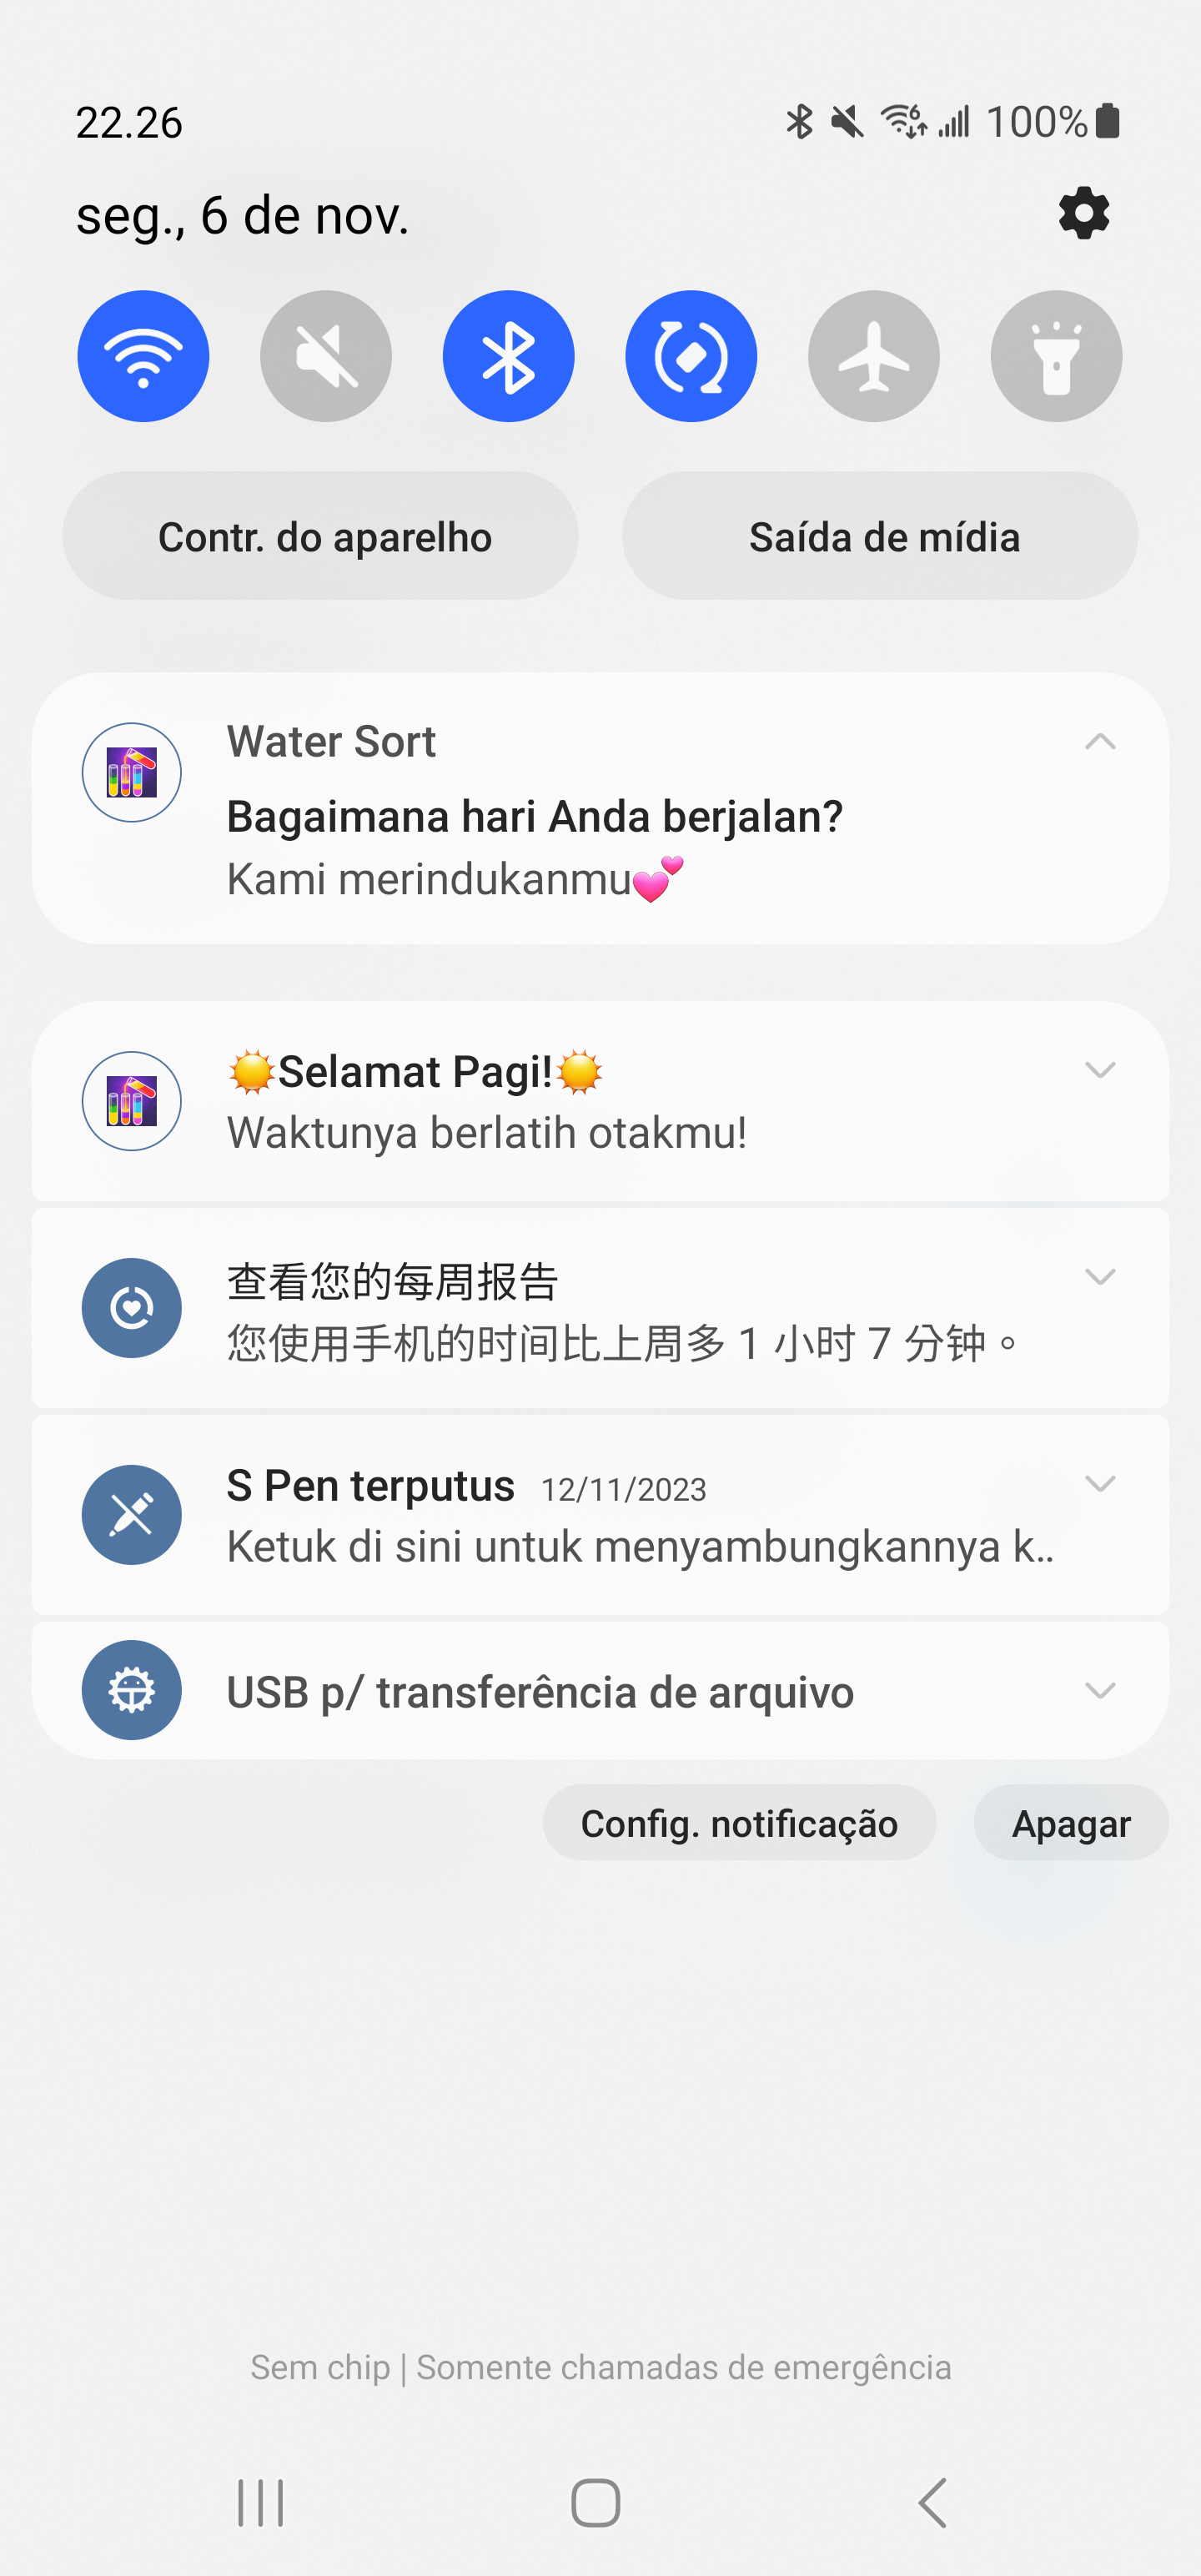 22.26
100%
seg., 6 de nov.
Contr. do aparelho
Saída de mídia
Water Sort
Bagaimana hari Anda berjalan?
Kami merindukanmu💕
☀️Selamat Pagi!☀️
Waktunya berlatih otakmu!
查看您的每周报告
您使用手机的时间比上周多 1 小时 7 分钟。
S Pen terputus 12/11/2023
Ketuk di sini untuk menyambungkannya k..
USB p/ transferência de arquivo
Config. notificação
Apagar
Sem chip | Somente chamadas de emergência